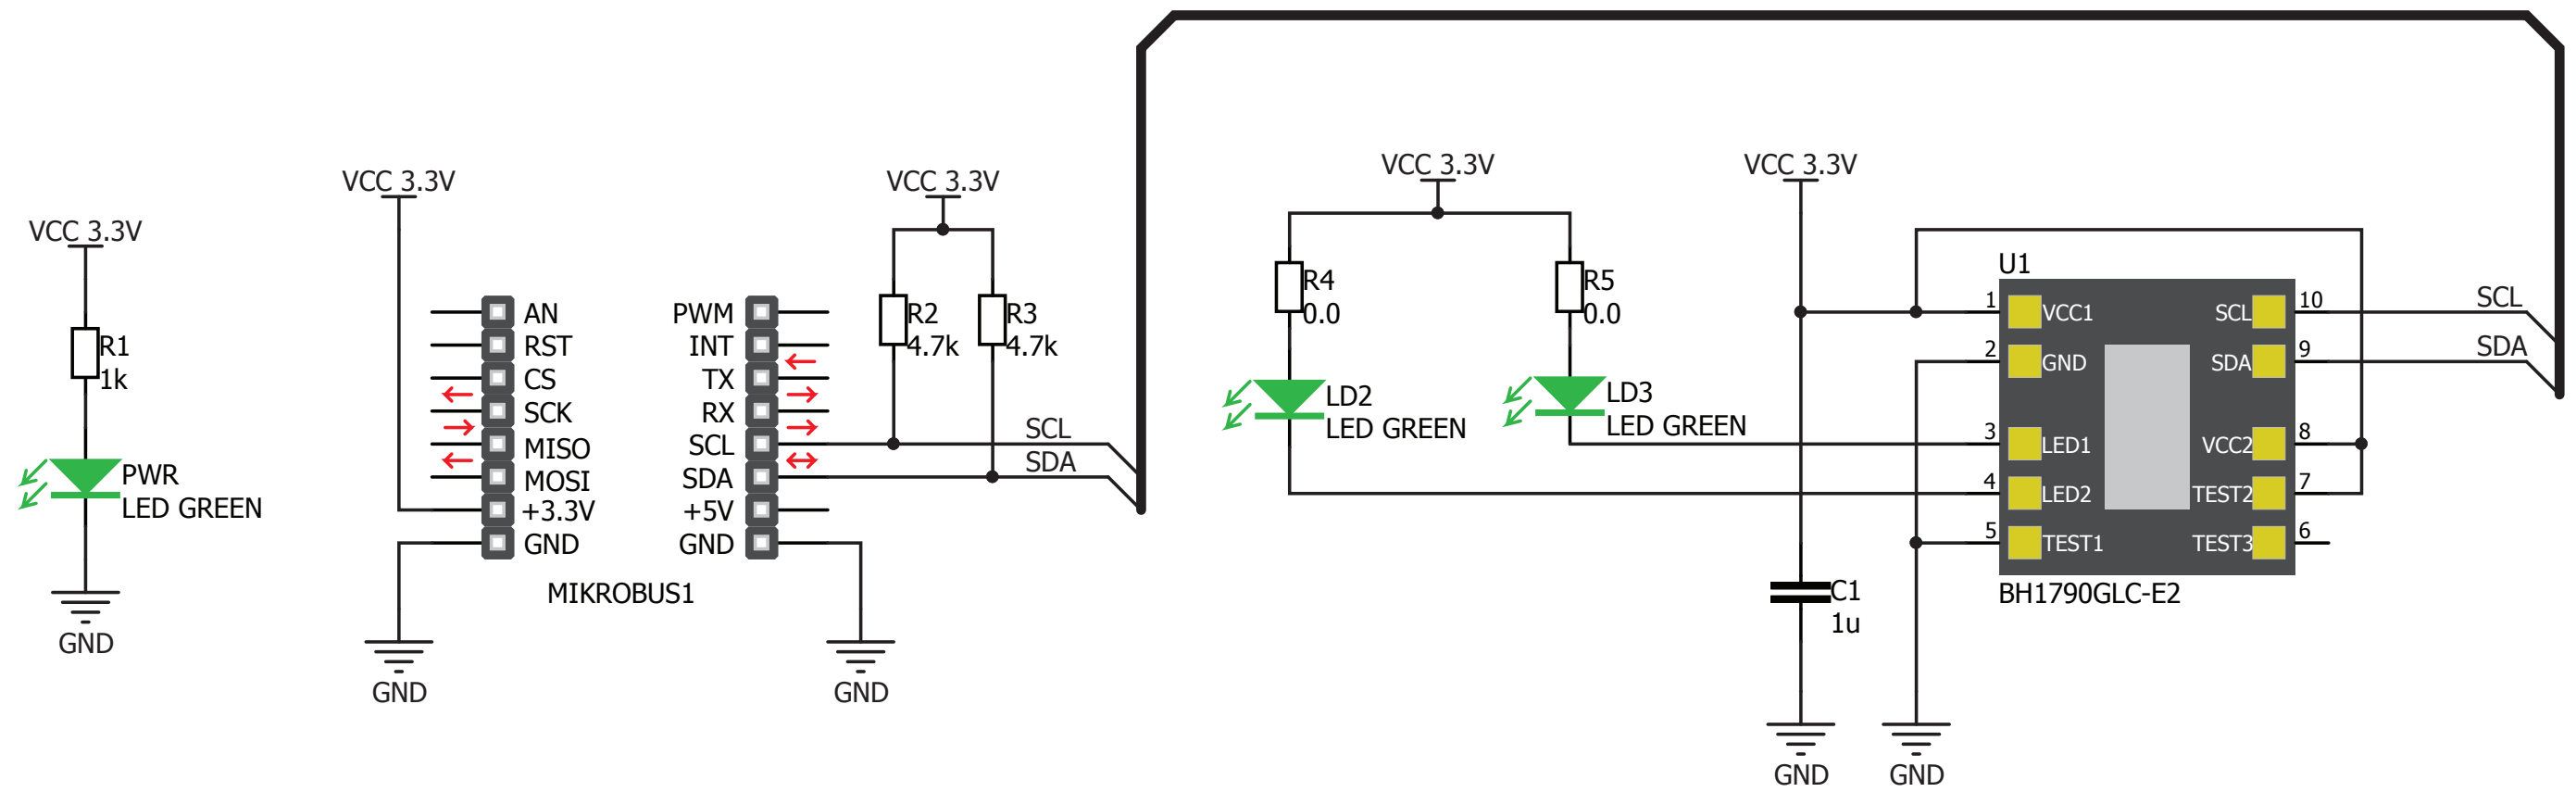 VCC 3.3V
R1
1k
PWR
LED GREEN
GND
VCC 3.3V
AN
RST
CS
SCK
MISO
MOSI
+3.3V
GND
PWM
INT
TX
RX
SCL
SDA
+5V
GND
MIKROBUS1
GND
GND
VCC 3.3V
R2
4.7k
R3
4.7k
SCL
SDA
VCC 3.3V
R4
0.0
R5
0.0
LD2
LED GREEN
LD3
LED GREEN
VCC 3.3V
C1
1u
GND
GND
U1
1
VCC1
2
GND
3
LED1
4
LED2
5
TEST1
SCL
10
SDA
9
VCC2
8
TEST2
7
TEST3
6
BH1790GLC-E2
SCL
SDA